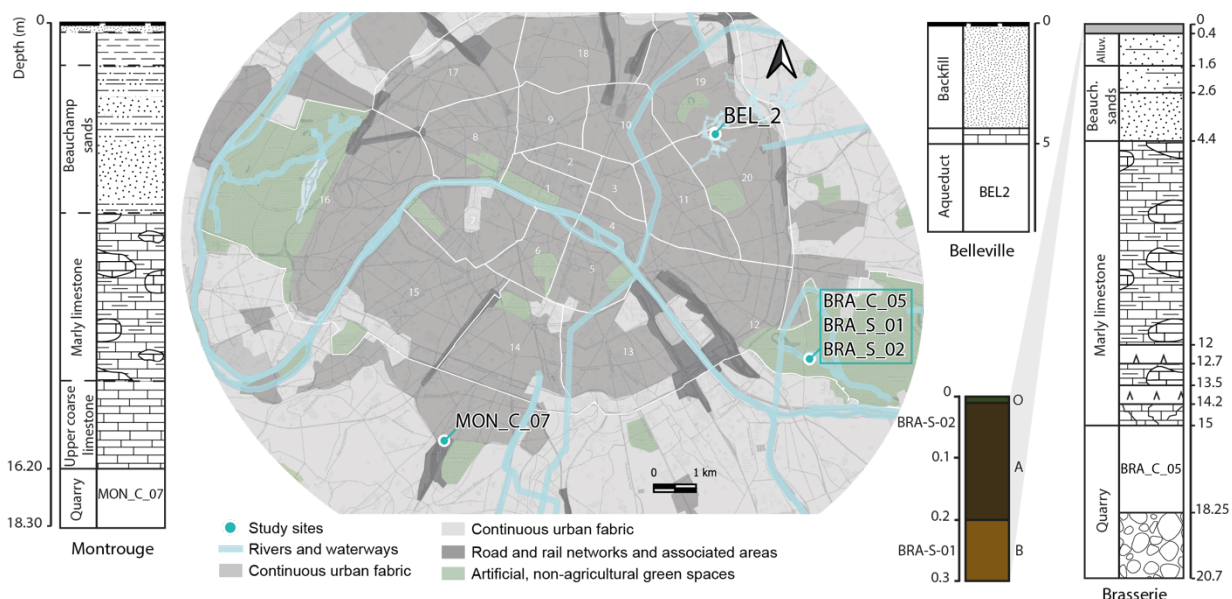 Depth (m)
0
Beauchamp
sands
Marly limestone
Upper coarse
limestone
16.20
Quarry
MON_C_07
18.30
Montrouge
17
18
19
8
9
10
BEL_2
2
16
1
3
11
20
7
4
6
5
15
BRA_C_05
BRA_S_01
BRA_S_02
12
14
13
MON_C_07
0 1 km
Study sites
Rivers and waterways
Continuous urban fabric
Continuous urban fabric
Road and rail networks and associated areas
Artificial, non-agricultural green spaces
0
Backfill
5
Aqueduct
BEL2
Belleville
0
O
BRA-S-02
0.1
A
0.2
BRA-S-01
B
0.3
0
0.4
Alluv.
1.6
Beauch.
sands
2.6
4.4
Marly limestone
12
12.7
13.5
14.2
15
BRA_C_05
Quarry
18.25
20.7
Brasserie